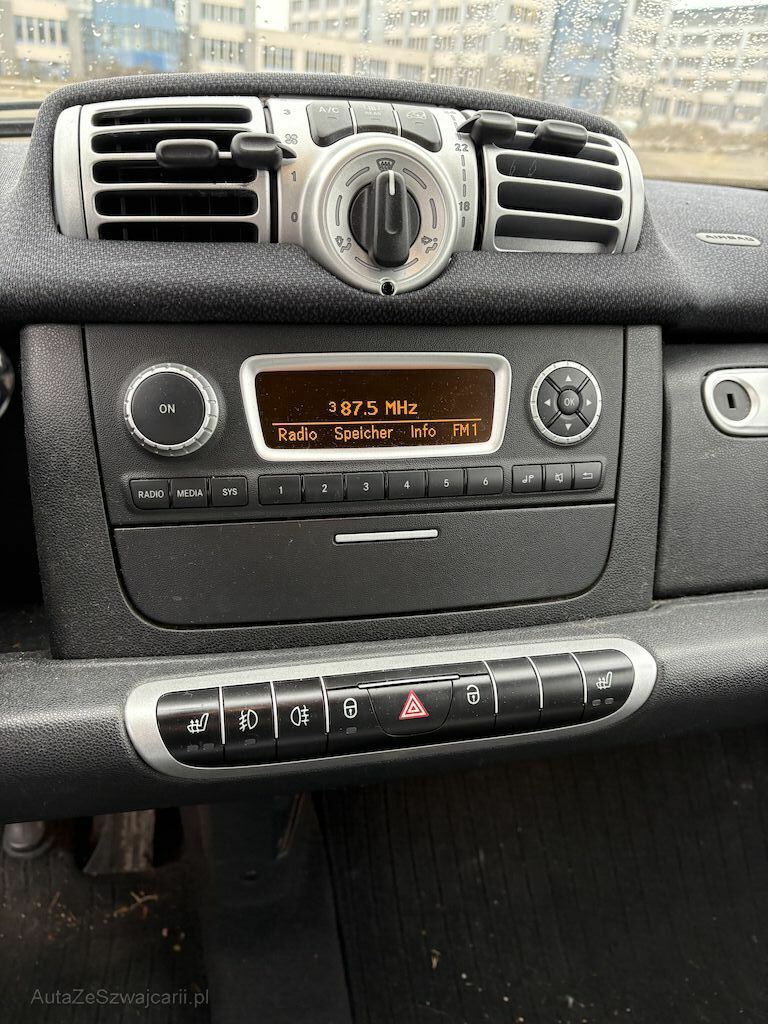 3 A/C
22
1
18
0
AIRBAG
ON
3 87.5 MHz
Radio Speicher Info FM1
OK
RADIO MEDIA SYS 1 2 3 4 5 6
AutaZeSzwajcarii.pl